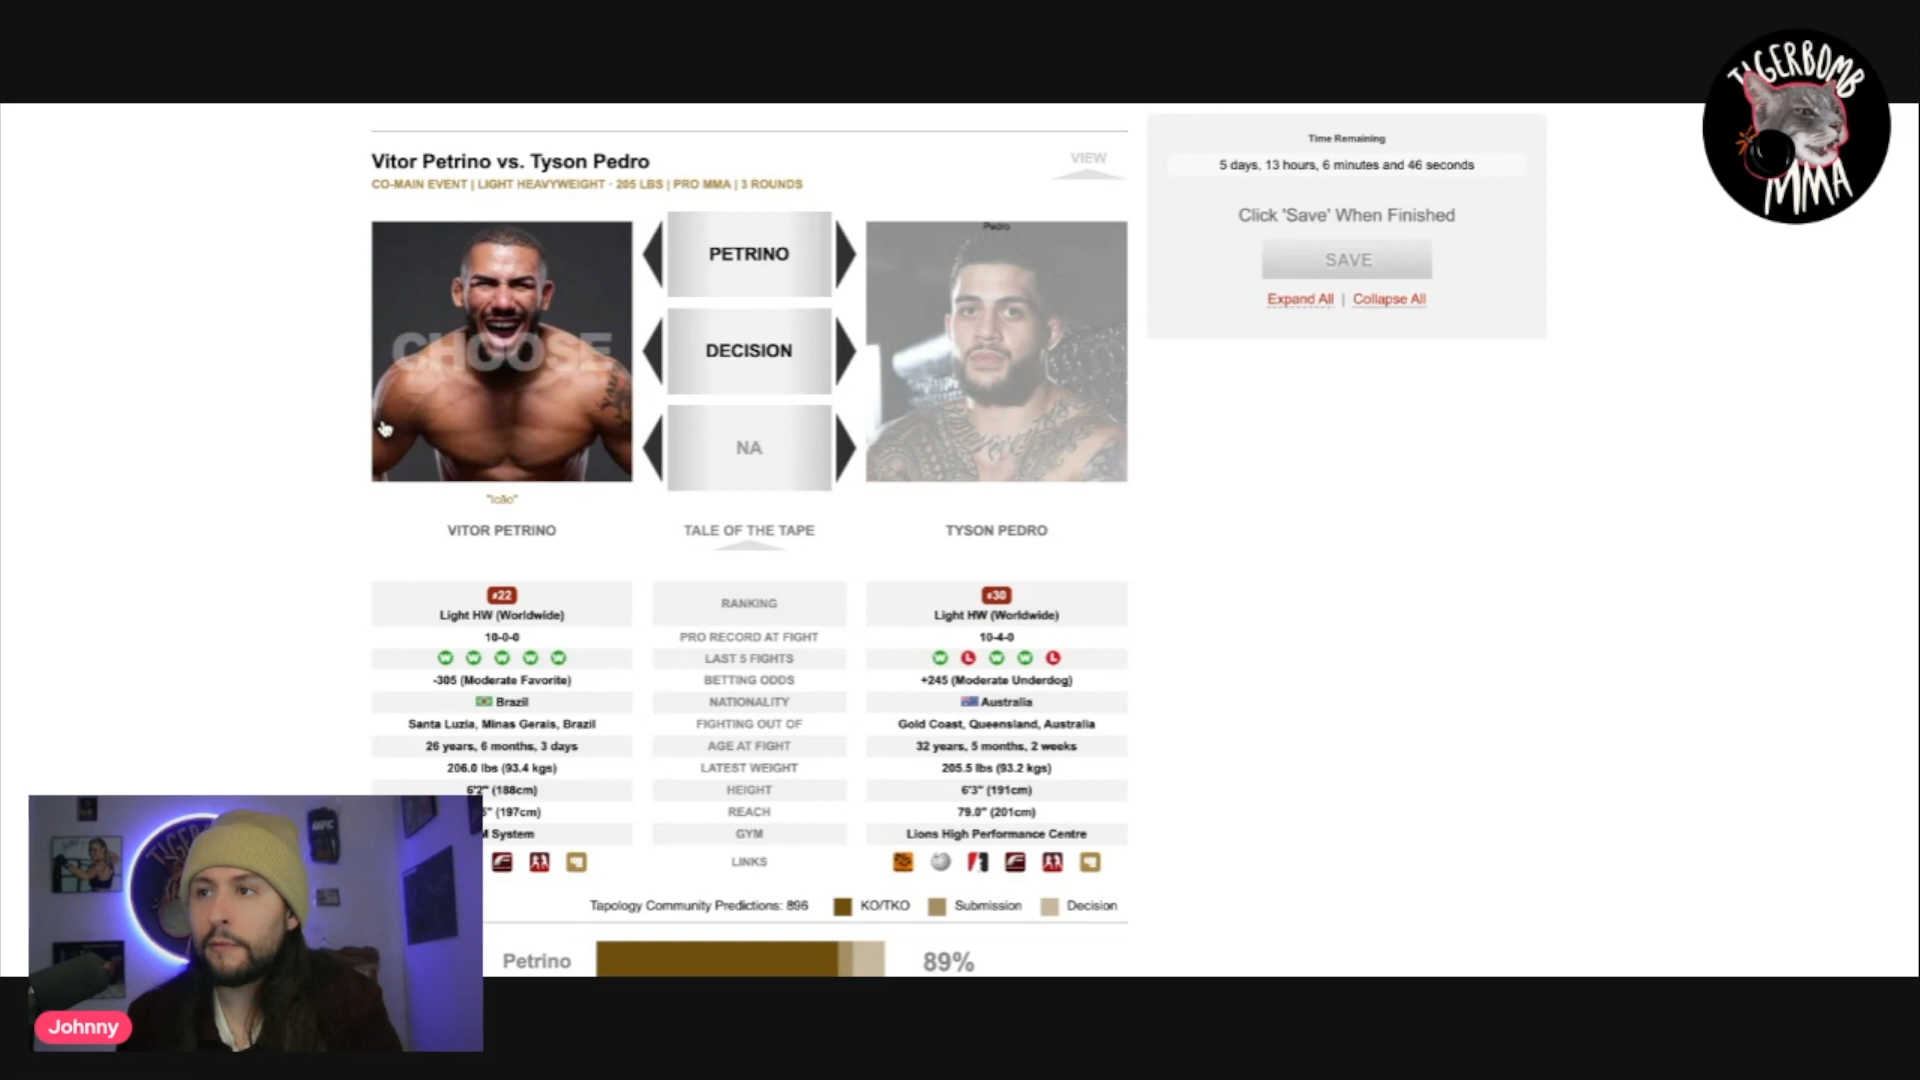 TIGERBOMB
MMA
Vitor Petrino vs. Tyson Pedro
CO-MAIN EVENT | LIGHT HEAVYWEIGHT · 205 LBS | PRO MMA | 3 ROUNDS
VIEW
Time Remaining
5 days, 13 hours, 6 minutes and 46 seconds
Click 'Save' When Finished
SAVE
Expand All | Collapse All
CHOOSE
PETRINO
DECISION
NA
Pedro
"Icão"
VITOR PETRINO TALE OF THE TAPE TYSON PEDRO
#22 RANKING #30
Light HW (Worldwide) Light HW (Worldwide)
10-0-0 PRO RECORD AT FIGHT 10-4-0
W W W W W LAST 5 FIGHTS W L W W L
-305 (Moderate Favorite) BETTING ODDS +245 (Moderate Underdog)
Brazil NATIONALITY Australia
Santa Luzia, Minas Gerais, Brazil FIGHTING OUT OF Gold Coast, Queensland, Australia
26 years, 6 months, 3 days AGE AT FIGHT 32 years, 5 months, 2 weeks
206.0 lbs (93.4 kgs) LATEST WEIGHT 205.5 lbs (93.2 kgs)
6'2" (188cm) HEIGHT 6'3" (191cm)
(197cm) REACH 79.0" (201cm)
System GYM Lions High Performance Centre
LINKS
Tapology Community Predictions: 896 KO/TKO Submission Decision
Petrino 89%
UFC
Johnny